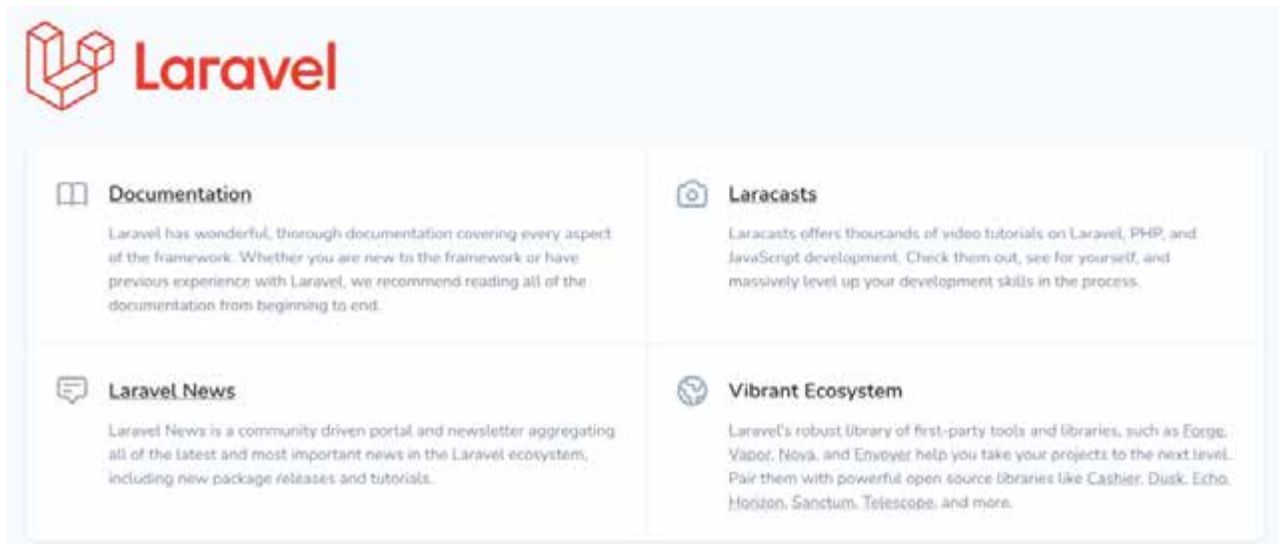 Laravel
Documentation
Laravel has wonderful, thorough documentation covering every aspect
of the framework. Whether you are new to the framework or have
previous experience with Laravel, we recommend reading all of the
documentation from beginning to end.
Laracasts
Laracasts offers thousands of video tutorials on Laravel, PHP, and
JavaScript development. Check them out, see for yourself, and
massively level up your development skills in the process.
Laravel News
Laravel News is a community driven portal and newsletter aggregating
all of the latest and most important news in the Laravel ecosystem,
including new package releases and tutorials.
Vibrant Ecosystem
Laravel's robust library of first-party tools and libraries, such as Forge,
Vapor, Nova, and Envoyer help you take your projects to the next level.
Pair them with powerful open source libraries like Cashier, Dusk, Echo,
Horizon, Sanctum, Telescope, and more.